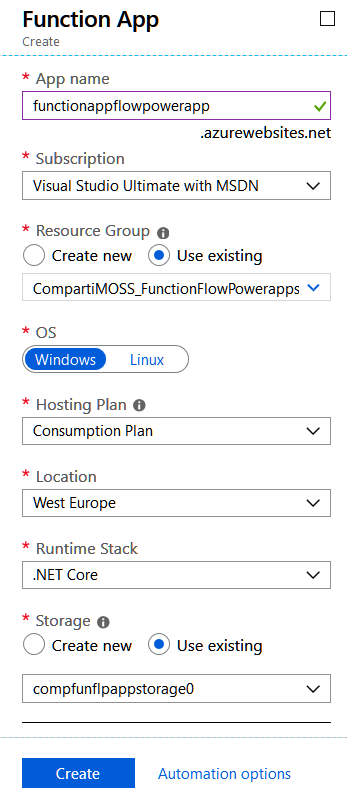 Function App
Create
* App name
functionappflowpowerapp
.azurewebsites.net
* Subscription
Visual Studio Ultimate with MSDN
* Resource Group
Create new Use existing
CompartiMOSS_FunctionFlowPowerapps
* OS
Windows Linux
* Hosting Plan
Consumption Plan
* Location
West Europe
* Runtime Stack
.NET Core
* Storage
Create new Use existing
compfunflpappstorage0
Create Automation options